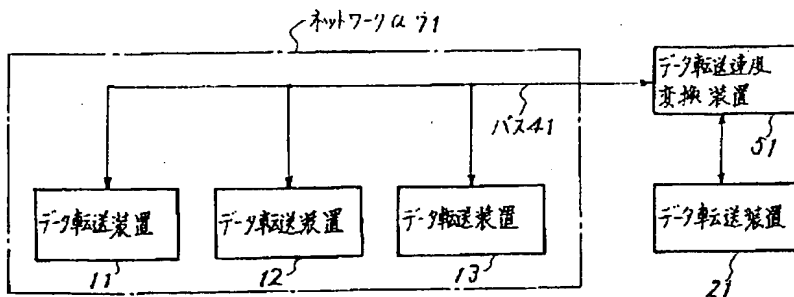 ネットワークα 91
データ転送速度
変換装置
バス41
51
データ転送装置
データ転送装置
データ転送装置
データ転送装置
11
12
13
21